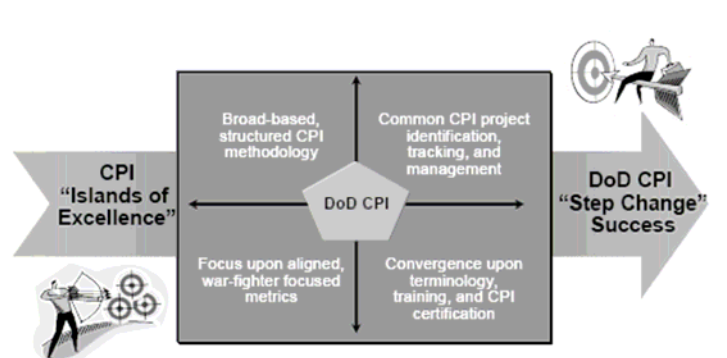 CPI
“Islands of
Excellence”
Broad-based,
structured CPI
methodology
Common CPI project
identification,
tracking, and
management
DoD CPI
Focus upon aligned,
war-fighter focused
metrics
Convergence upon
terminology,
training, and CPI
certification
DoD CPI
“Step Change”
Success